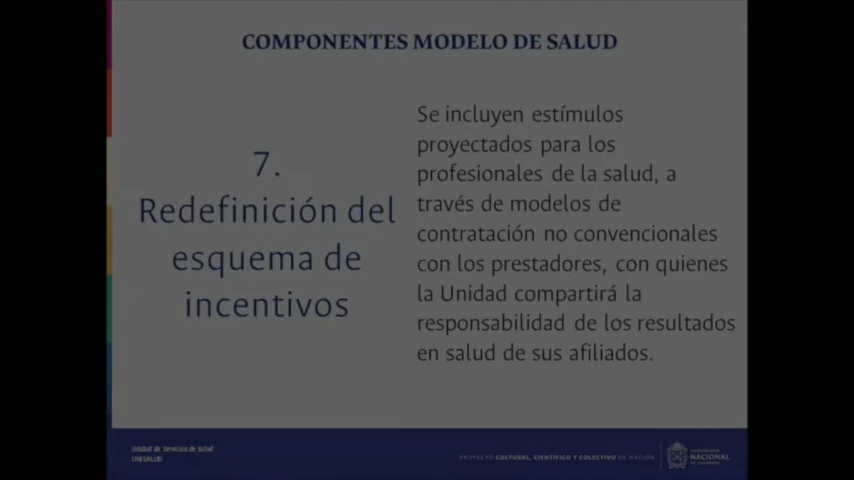 COMPONENTES MODELO DE SALUD
7.
Redefinición del
esquema de
incentivos
Se incluyen estímulos
proyectados para los
profesionales de la salud, a
través de modelos de
contratación no convencionales
con los prestadores, con quienes
la Unidad compartirá la
responsabilidad de los resultados
en salud de sus afiliados.
Unidad de Servicios de Salud
UNISALUD
PROYECTO CULTURAL, CIENTÍFICO Y COLECTIVO DE NACIÓN
UNIVERSIDAD
NACIONAL
DE COLOMBIA